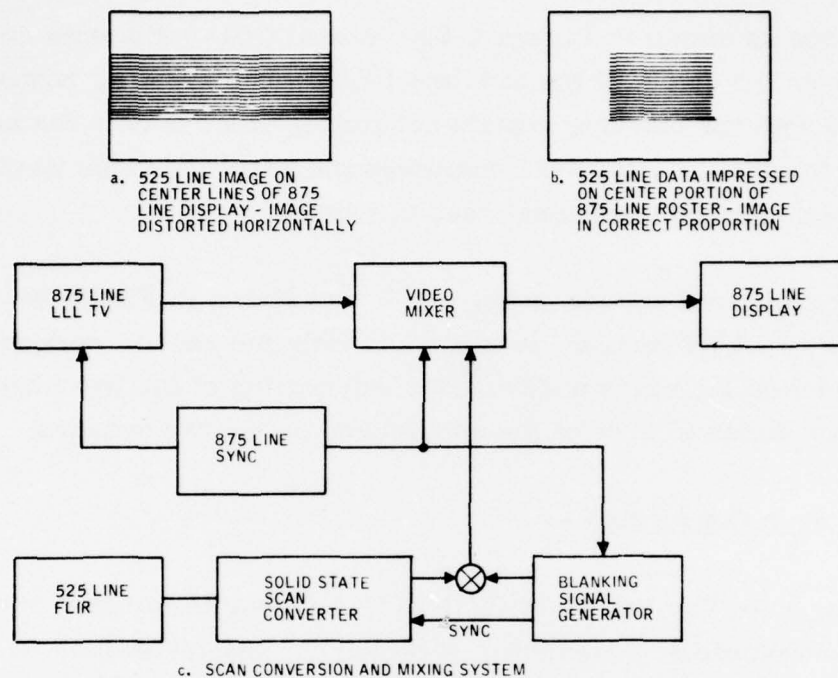 a. 525 LINE IMAGE ON
CENTER LINES OF 875
LINE DISPLAY - IMAGE
DISTORTED HORIZONTALLY
b. 525 LINE DATA IMPRESSED
ON CENTER PORTION OF
875 LINE ROSTER - IMAGE
IN CORRECT PROPORTION
875 LINE
LLL TV
VIDEO
MIXER
875 LINE
DISPLAY
875 LINE
SYNC
525 LINE
FLIR
SOLID STATE
SCAN
CONVERTER
BLANKING
SIGNAL
GENERATOR
SYNC
c. SCAN CONVERSION AND MIXING SYSTEM